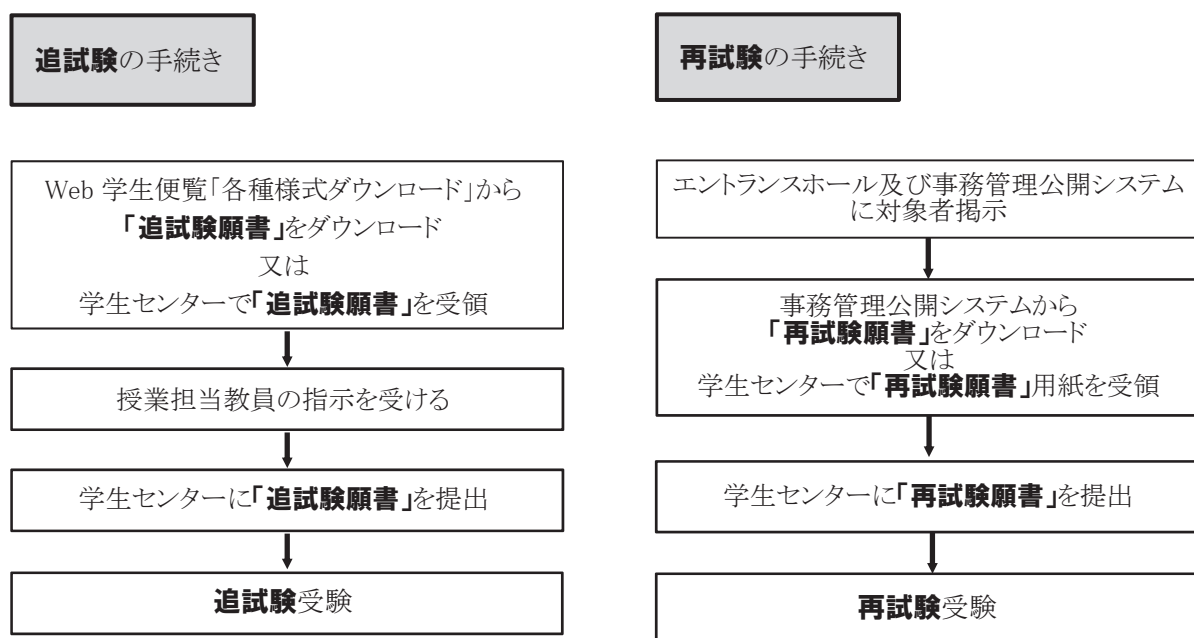 追試験の手続き
Web 学生便覧「各種様式ダウンロード」から
「追試験願書」をダウンロード
又は
学生センターで「追試験願書」を受領
授業担当教員の指示を受ける
学生センターに「追試験願書」を提出
追試験受験
再試験の手続き
エントランスホール及び事務管理公開システム
に対象者掲示
事務管理公開システムから
「再試験願書」をダウンロード
又は
学生センターで「再試験願書」用紙を受領
学生センターに「再試験願書」を提出
再試験受験